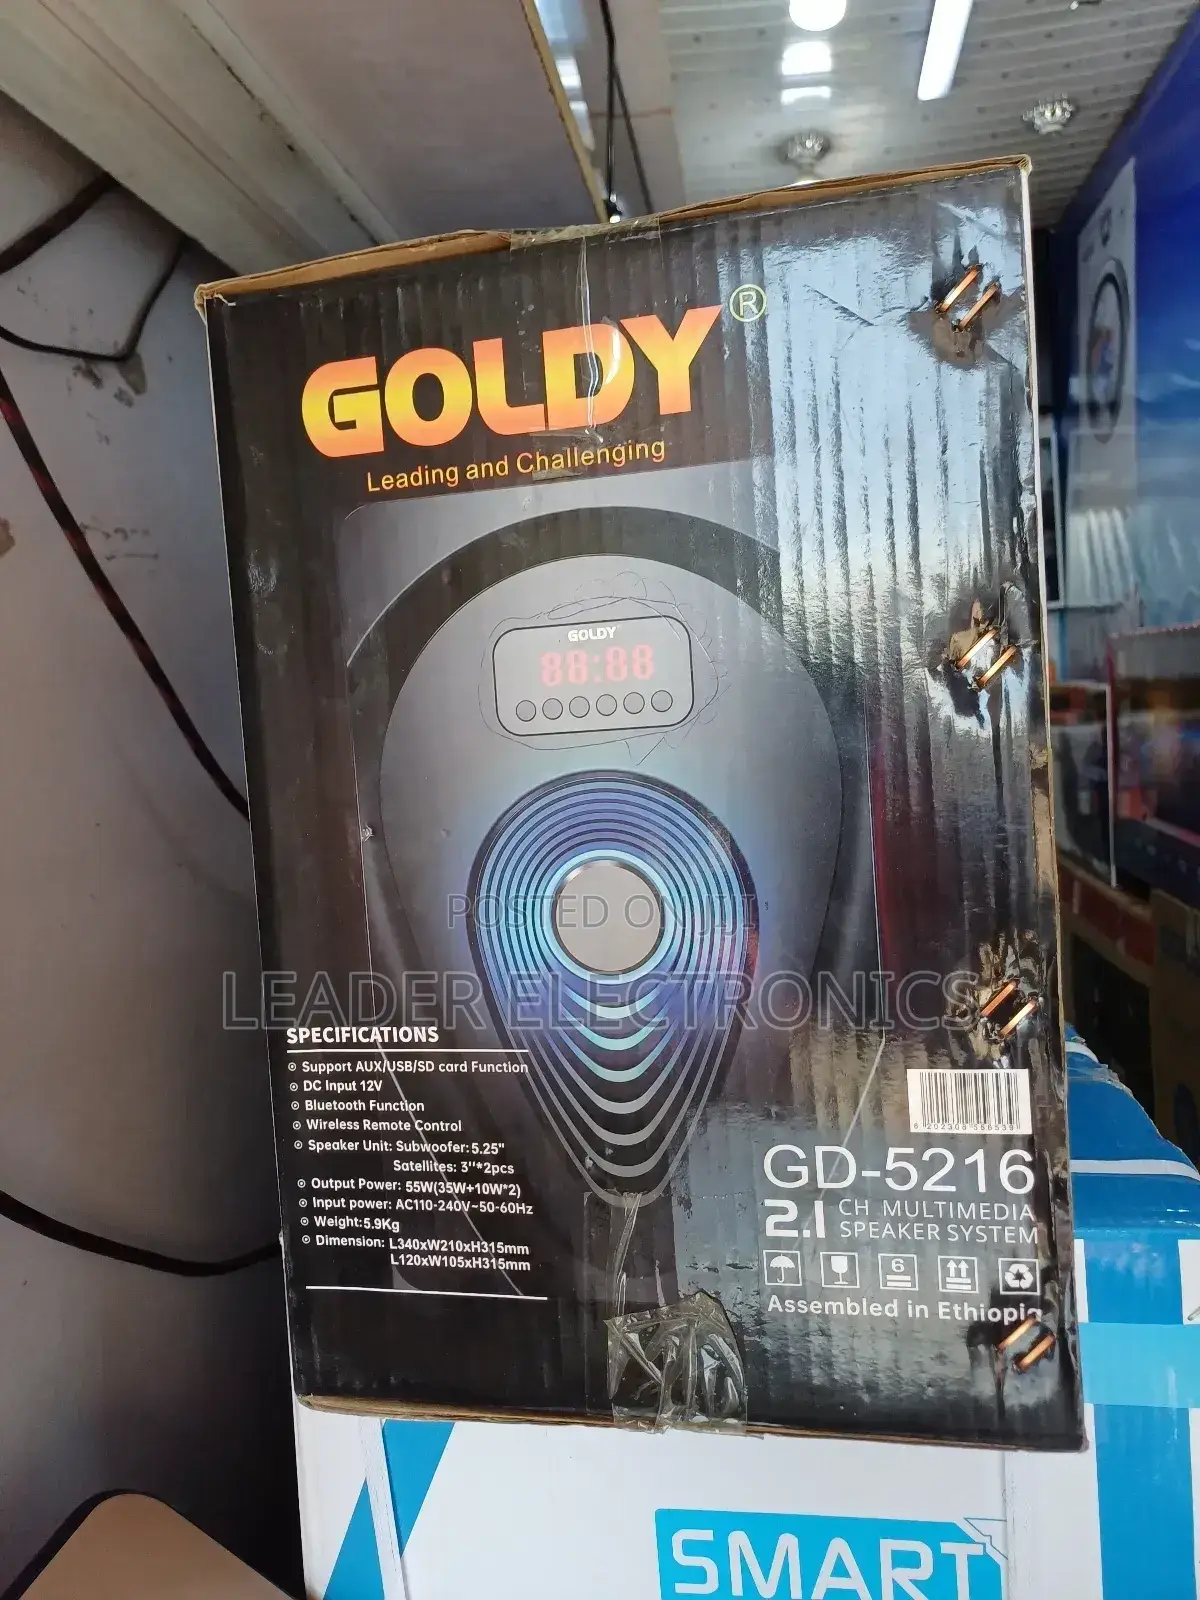 GOLDY®
Leading and Challenging
GOLDY
88:88
POSTED ON JIJI
LEADER ELECTRONICS
SPECIFICATIONS
Support AUX/USB/SD card Function
DC Input 12V
Bluetooth Function
Wireless Remote Control
Speaker Unit: Subwoofer: 5.25"
Satellites: 3''*2pcs
Output Power: 55W(35W+10W*2)
Input power: AC110-240V~50-60Hz
Weight:5.9Kg
Dimension: L340xW210xH315mm
L120xW105xH315mm
GD-5216
2.1 CH MULTIMEDIA
SPEAKER SYSTEM
6
Assembled in Ethiopia
SMART